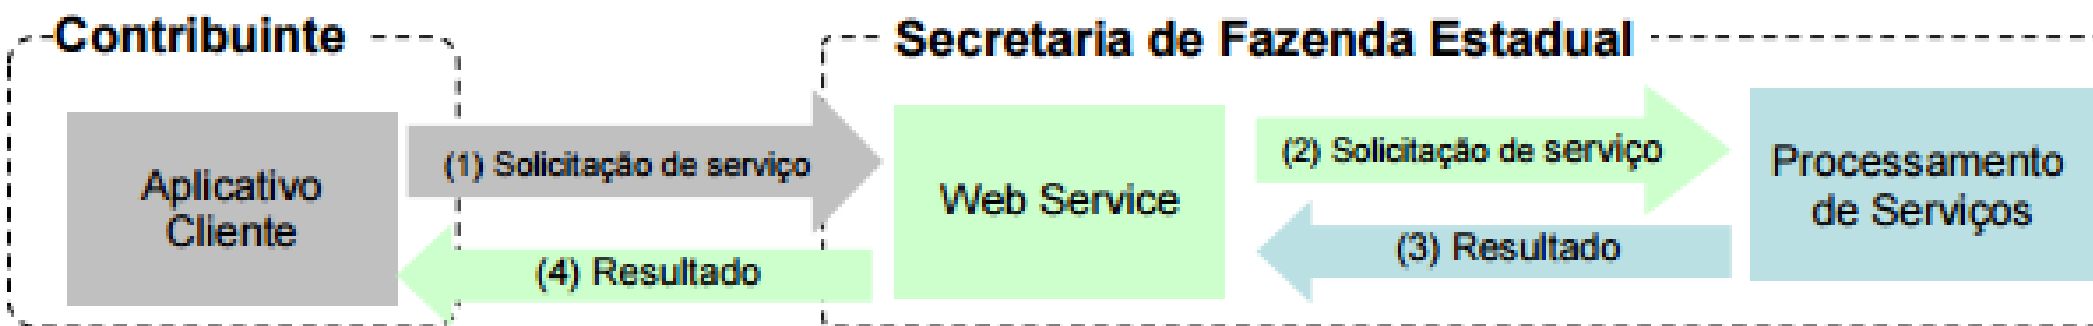 Contribuinte
Secretaria de Fazenda Estadual
Aplicativo
Cliente
(1) Solicitação de serviço
(4) Resultado
Web Service
(2) Solicitação de serviço
(3) Resultado
Processamento
de Serviços